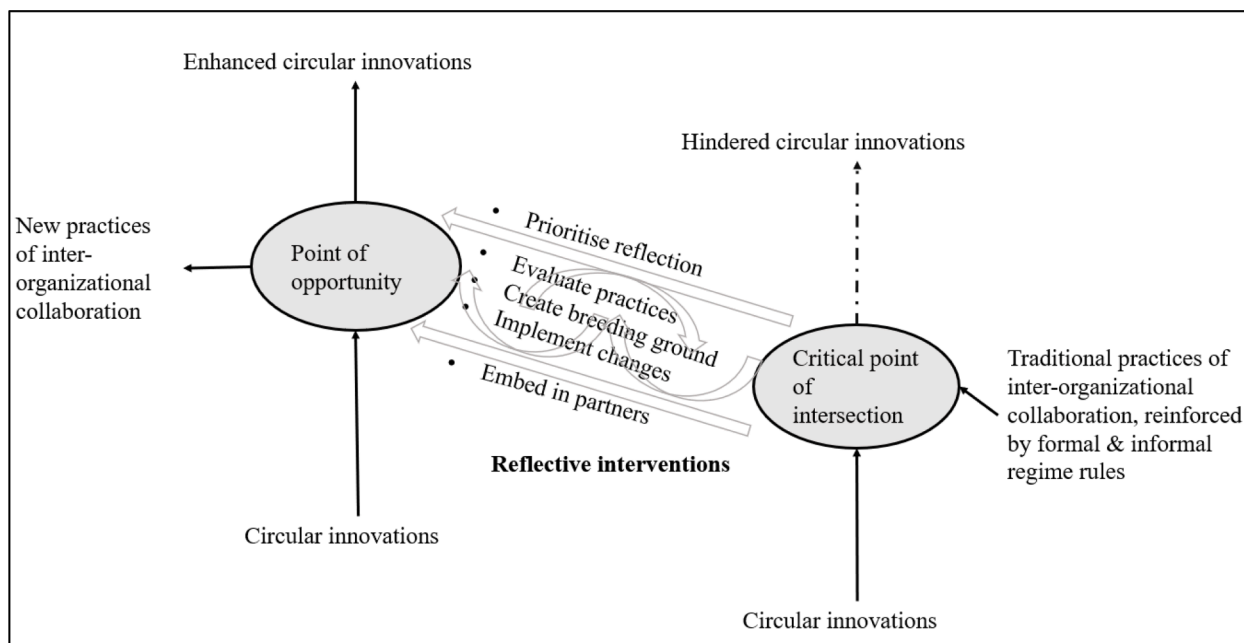 Enhanced circular innovations
Hindered circular innovations
New practices
of inter-
organizational
collaboration
Point of
opportunity
• Prioritise reflection
• Evaluate practices
• Create breeding ground
• Implement changes
• Embed in partners
Reflective interventions
Critical point
of
intersection
Traditional practices of
inter-organizational
collaboration, reinforced
by formal & informal
regime rules
Circular innovations
Circular innovations